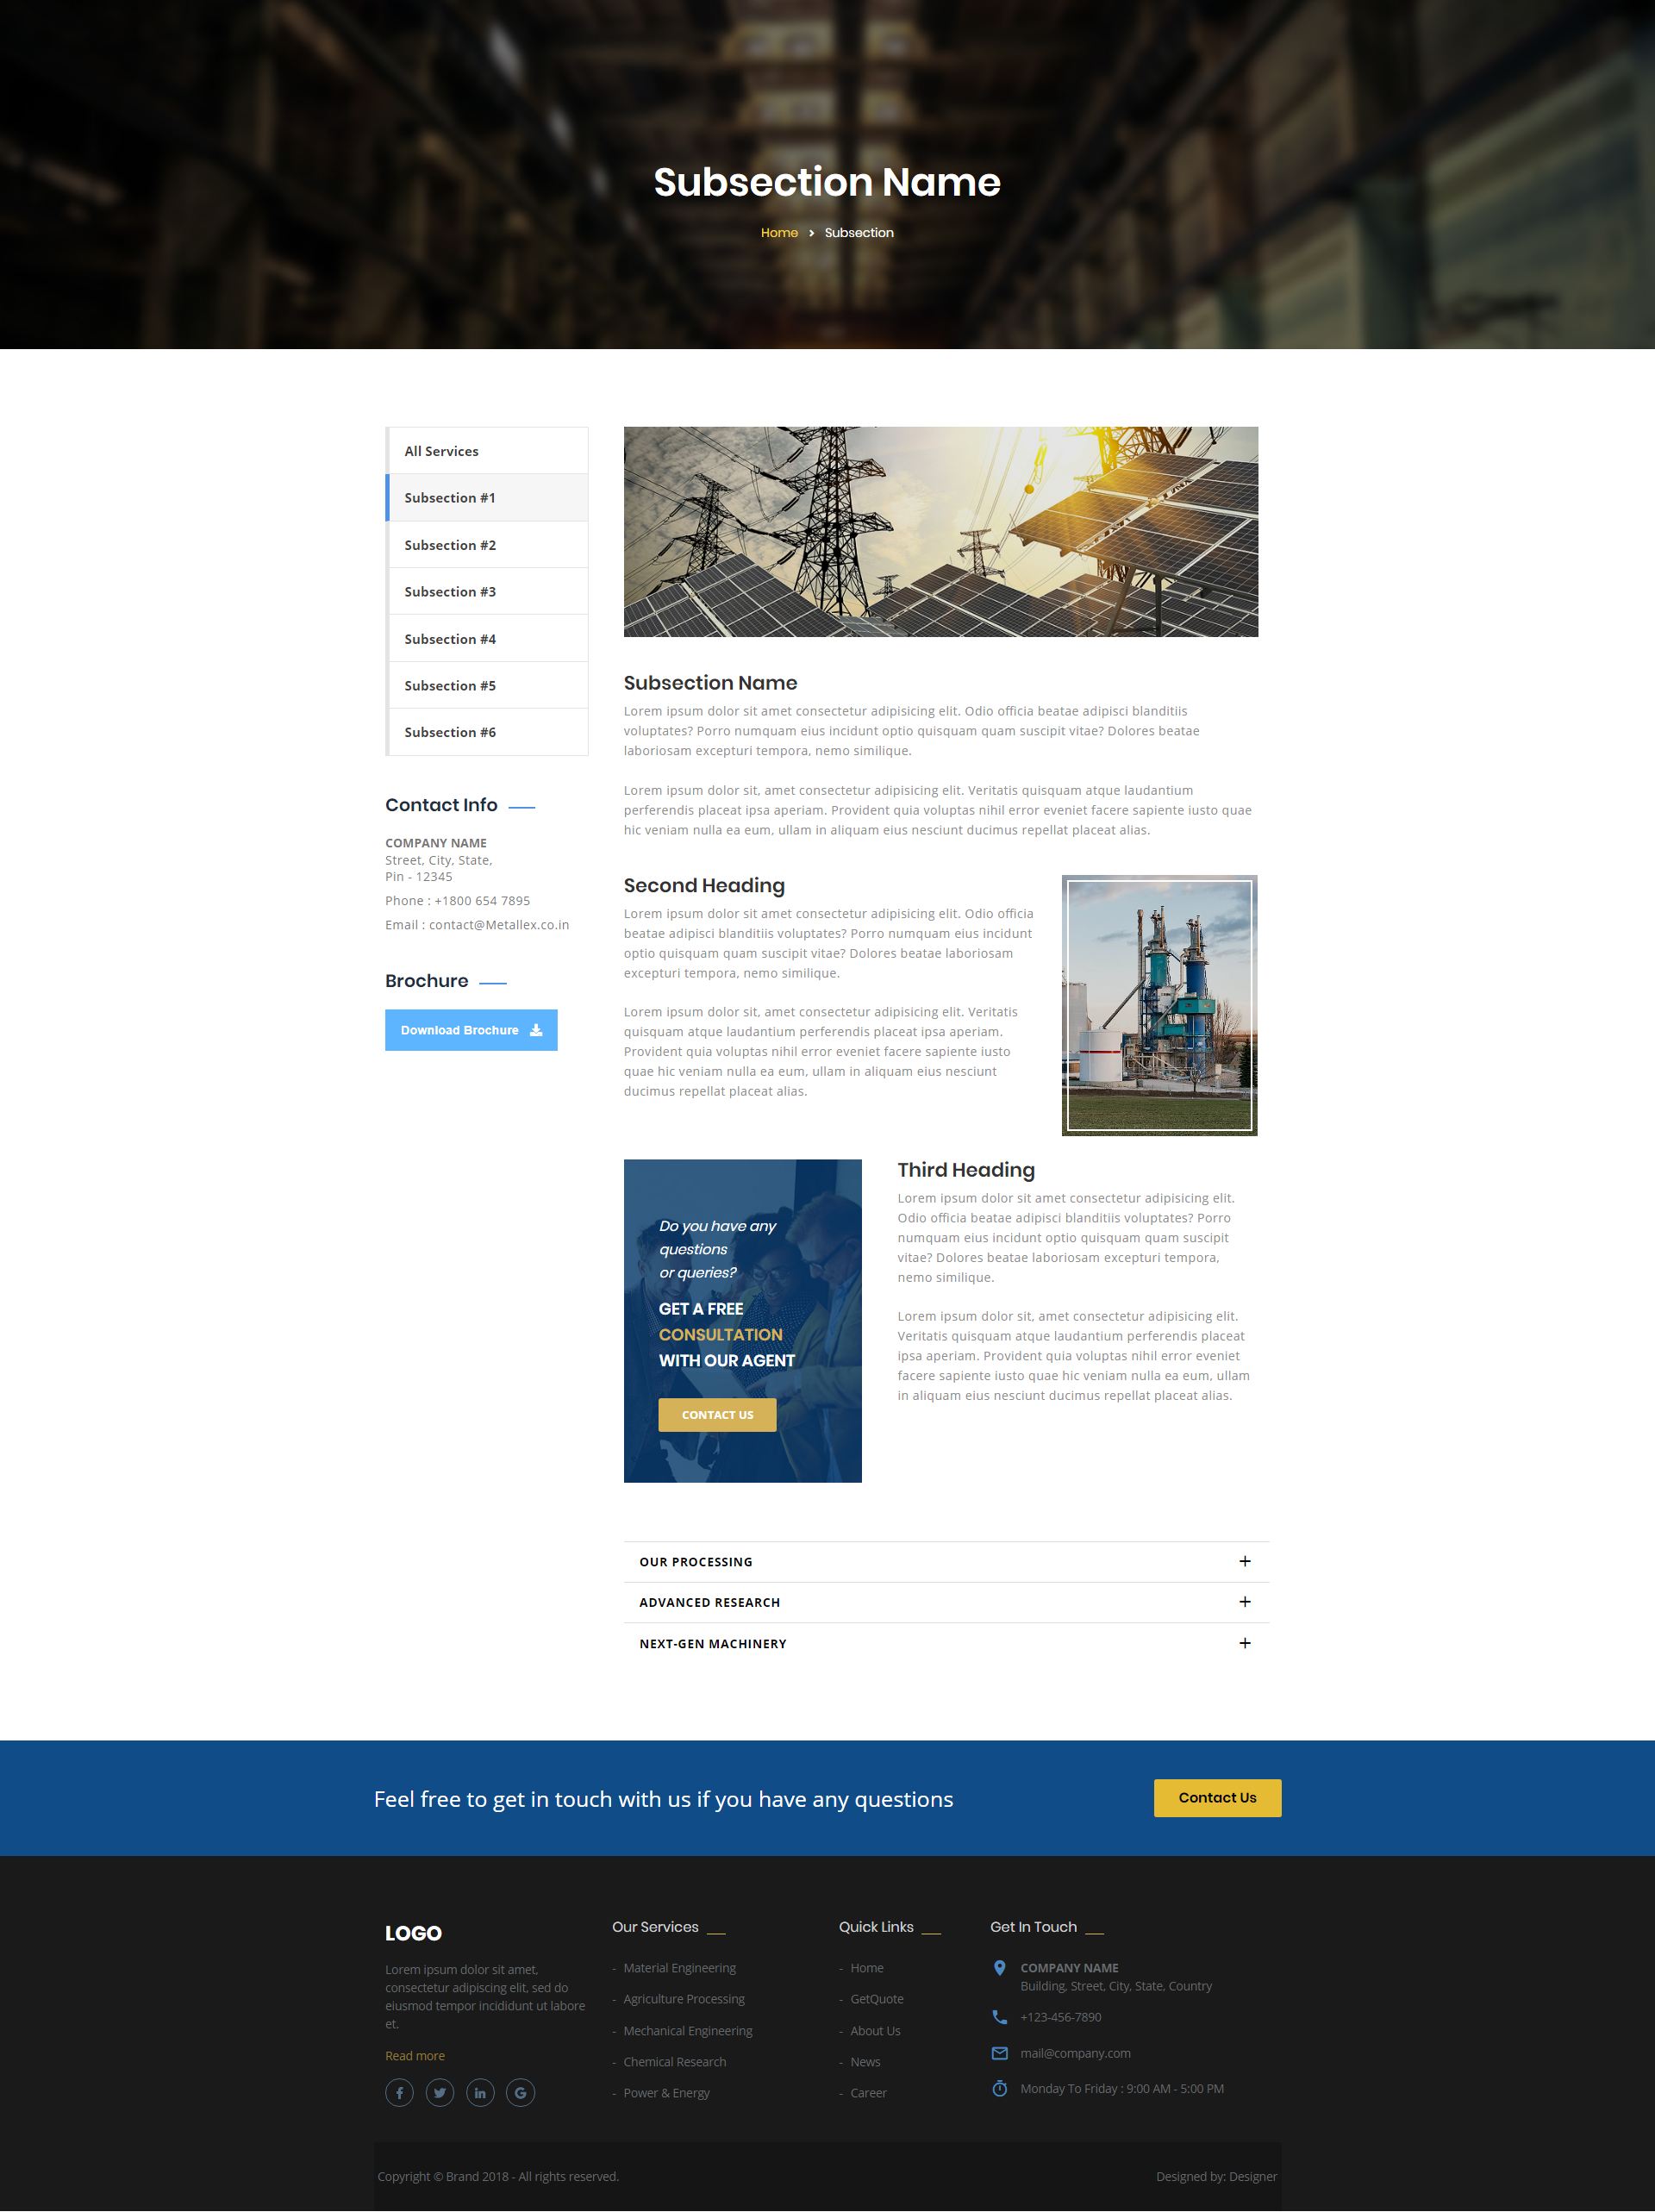 Subsection Name
Home > Subsection
All Services
Subsection #1
Subsection #2
Subsection #3
Subsection #4
Subsection #5
Subsection #6
Contact Info
COMPANY NAME
Street, City, State,
Pin - 12345
Phone : +1800 654 7895
Email : contact@Metallex.co.in
Brochure
Download Brochure
Subsection Name
Lorem ipsum dolor sit amet consectetur adipisicing elit. Odio officia beatae adipisci blanditiis
voluptates? Porro numquam eius incidunt optio quisquam quam suscipit vitae? Dolores beatae
laboriosam excepturi tempora, nemo similique.
Lorem ipsum dolor sit, amet consectetur adipisicing elit. Veritatis quisquam atque laudantium
perferendis placeat ipsa aperiam. Provident quia voluptas nihil error eveniet facere sapiente iusto quae
hic veniam nulla ea eum, ullam in aliquam eius nesciunt ducimus repellat placeat alias.
Second Heading
Lorem ipsum dolor sit amet consectetur adipisicing elit. Odio officia
beatae adipisci blanditiis voluptates? Porro numquam eius incidunt
optio quisquam quam suscipit vitae? Dolores beatae laboriosam
excepturi tempora, nemo similique.
Lorem ipsum dolor sit, amet consectetur adipisicing elit. Veritatis
quisquam atque laudantium perferendis placeat ipsa aperiam.
Provident quia voluptas nihil error eveniet facere sapiente iusto
quae hic veniam nulla ea eum, ullam in aliquam eius nesciunt
ducimus repellat placeat alias.
Do you have any
questions
or queries?
GET A FREE
CONSULTATION
WITH OUR AGENT
CONTACT US
Third Heading
Lorem ipsum dolor sit amet consectetur adipisicing elit.
Odio officia beatae adipisci blanditiis voluptates? Porro
numquam eius incidunt optio quisquam quam suscipit
vitae? Dolores beatae laboriosam excepturi tempora,
nemo similique.
Lorem ipsum dolor sit, amet consectetur adipisicing elit.
Veritatis quisquam atque laudantium perferendis placeat
ipsa aperiam. Provident quia voluptas nihil error eveniet
facere sapiente iusto quae hic veniam nulla ea eum, ullam
in aliquam eius nesciunt ducimus repellat placeat alias.
OUR PROCESSING +
ADVANCED RESEARCH +
NEXT-GEN MACHINERY +
Feel free to get in touch with us if you have any questions
Contact Us
LOGO
Lorem ipsum dolor sit amet,
consectetur adipiscing elit, sed do
eiusmod tempor incididunt ut labore
et.
Read more
Our Services
- Material Engineering
- Agriculture Processing
- Mechanical Engineering
- Chemical Research
- Power & Energy
Quick Links
- Home
- GetQuote
- About Us
- News
- Career
Get In Touch
COMPANY NAME
Building, Street, City, State, Country
+123-456-7890
mail@company.com
Monday To Friday : 9:00 AM - 5:00 PM
Copyright © Brand 2018 - All rights reserved.
Designed by: Designer